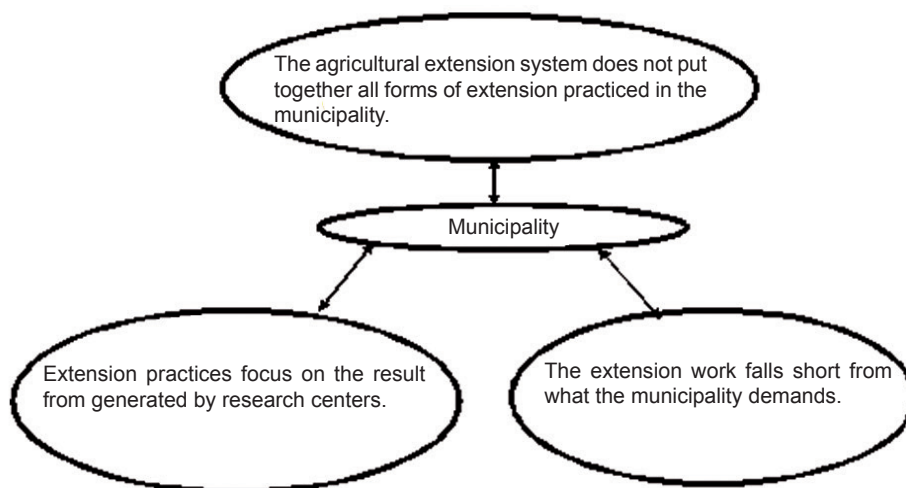 The agricultural extension system does not put
together all forms of extension practiced in the
municipality.
Municipality
Extension practices focus on the result
from generated by research centers.
The extension work falls short from
what the municipality demands.